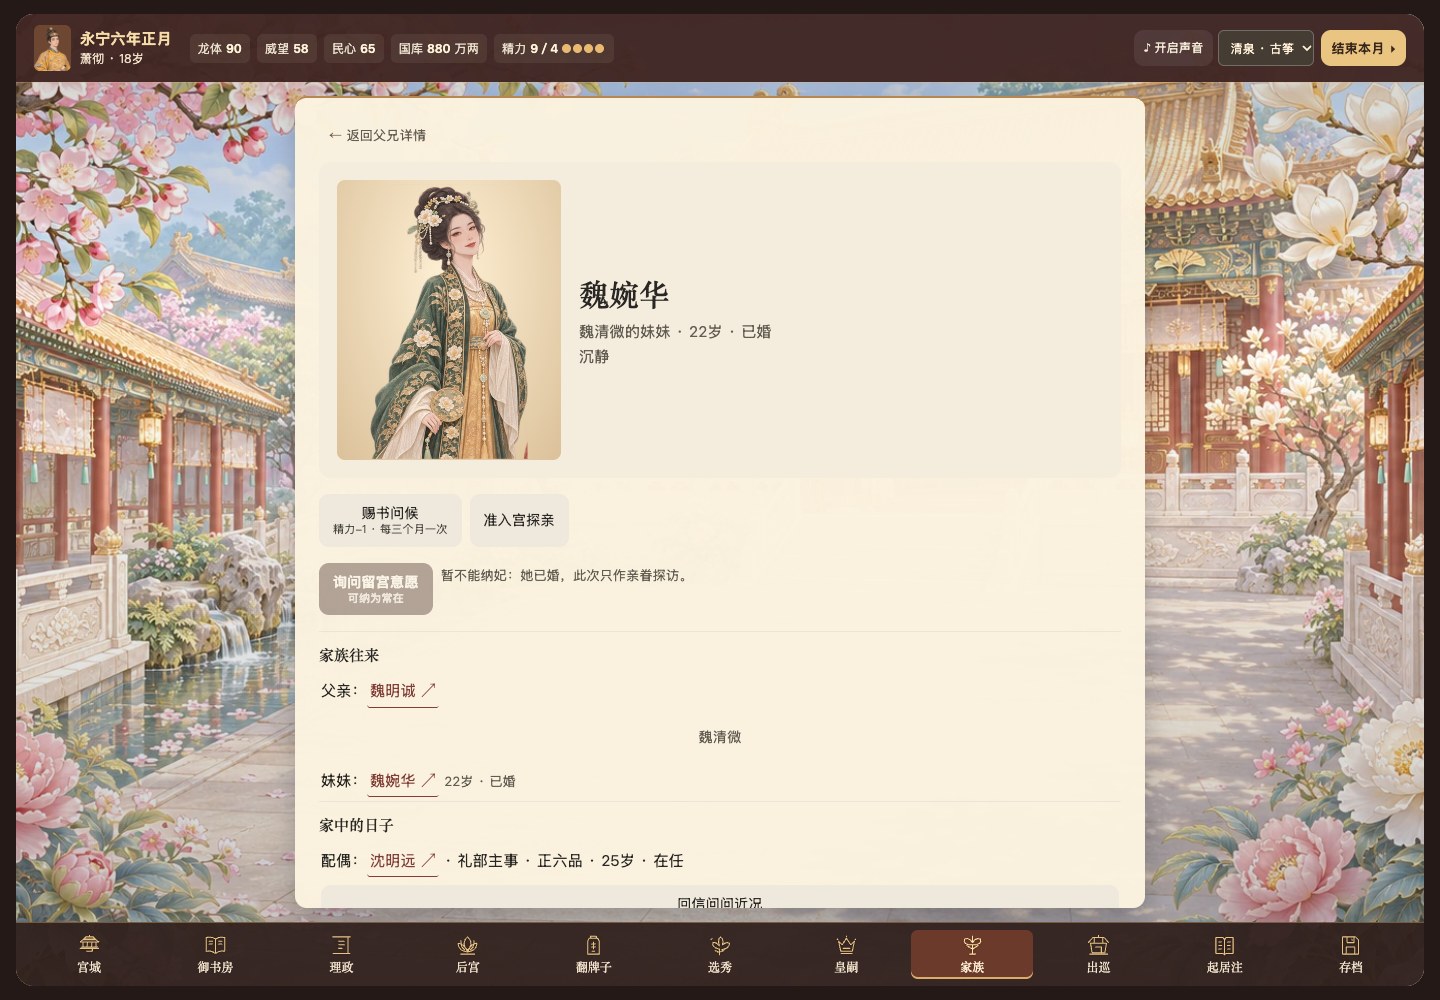 永宁六年正月
萧彻 · 18岁
龙体 90
威望 58
民心 65
国库 880 万两
精力 9 / 4
♪ 开启声音
清泉 · 古筝
结束本月
← 返回父兄详情
魏婉华
魏清微的妹妹 · 22岁 · 已婚
沉静
赐书问候
精力−1 · 每三个月一次
准入宫探亲
询问留宫意愿
可纳为常在
暂不能纳妃：她已婚，此次只作亲眷探访。
家族往来
父亲： 魏明诚 ↗
魏清微
妹妹： 魏婉华 ↗ 22岁 · 已婚
家中的日子
配偶： 沈明远 ↗ · 礼部主事 · 正六品 · 25岁 · 在任
回信问问近况
宫城
御书房
理政
后宫
翻牌子
选秀
皇嗣
家族
出巡
起居注
存档